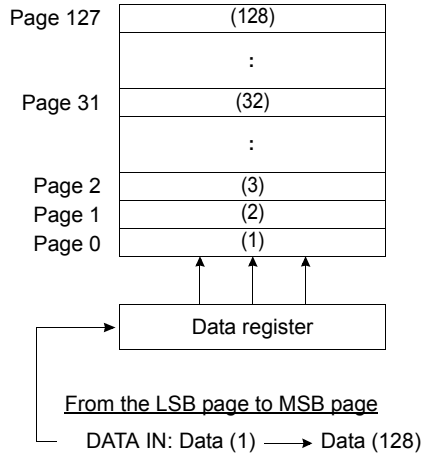 Page 127 (128)
:
Page 31 (32)
:
Page 2 (3)
Page 1 (2)
Page 0 (1)
Data register
From the LSB page to MSB page
DATA IN: Data (1) Data (128)